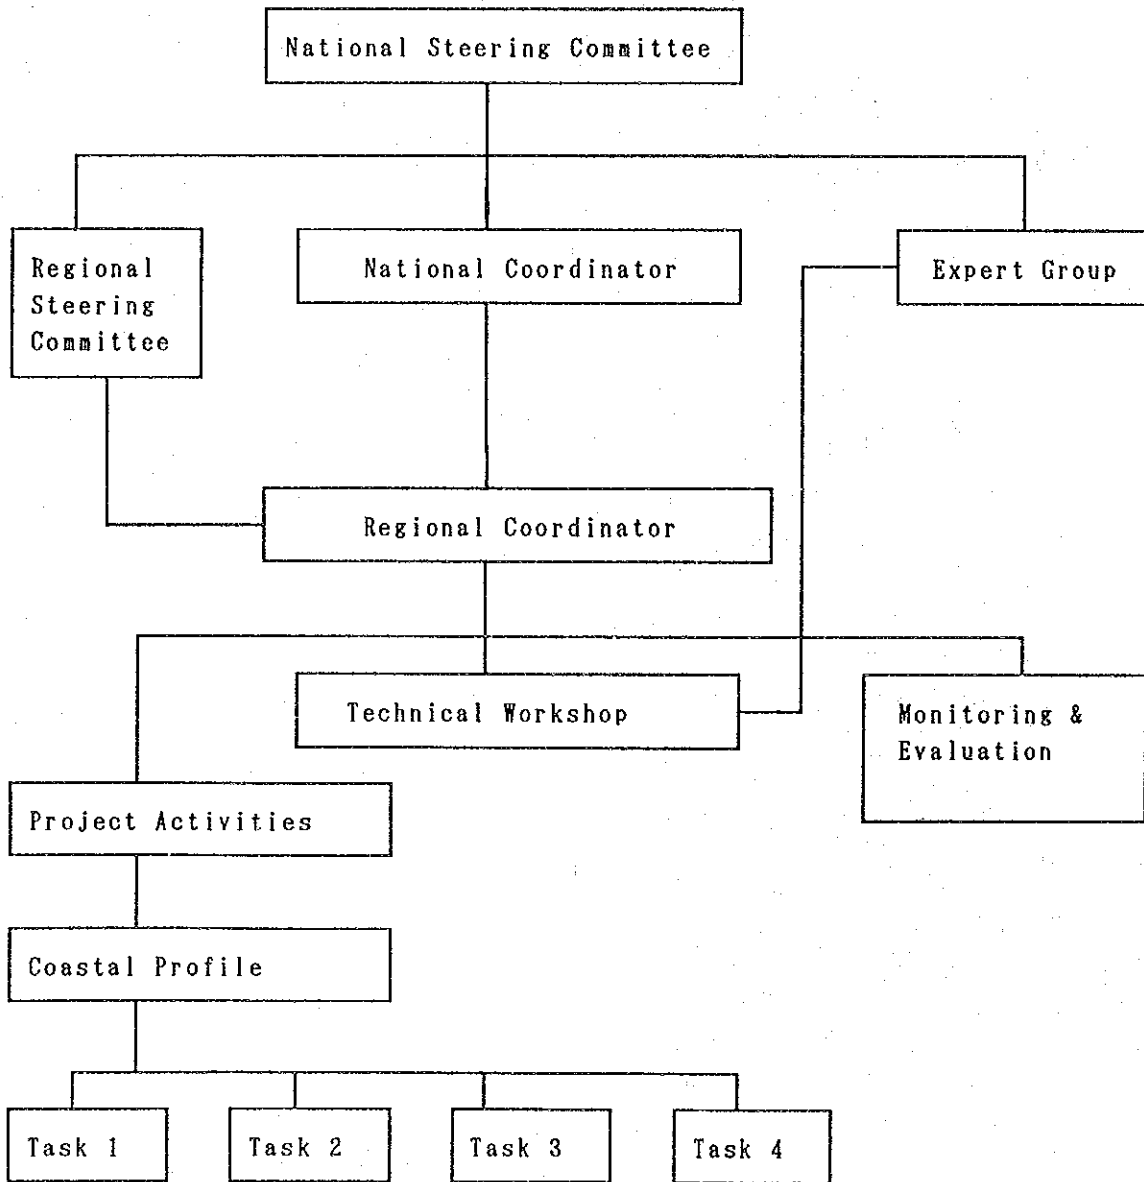 National Steering Committee
Regional
Steering
Committee
National Coordinator
Expert Group
Regional Coordinator
Technical Workshop
Monitoring &
Evaluation
Project Activities
Coastal Profile
Task 1
Task 2
Task 3
Task 4